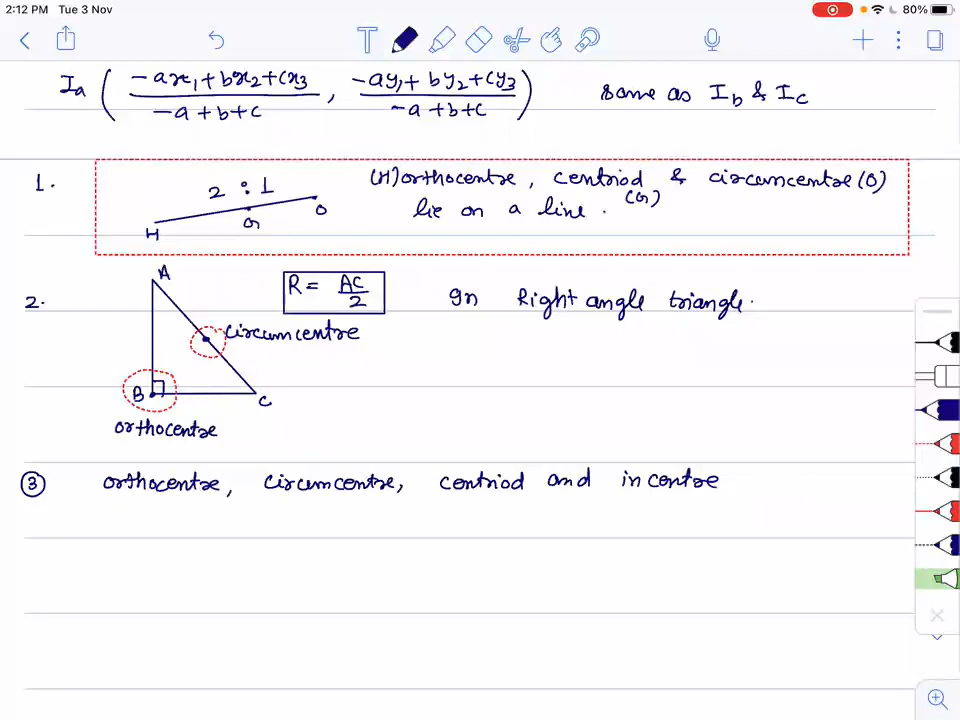 2:12 PM Tue 3 Nov
80%
T
Ia ( -ax1+bx2+cx3 / -a+b+c , -ay1+by2+cy3 / -a+b+c ) same as Ib & Ic
1.
2 : 1
H G O
(H)orthocentre, centriod & circumcentre(O)
lie on a line. (G)
2.
A
R = AC/2
In Right angle triangle.
circumcentre
B
C
orthocentre
3 orthocentre, circumcentre, centriod and incentre